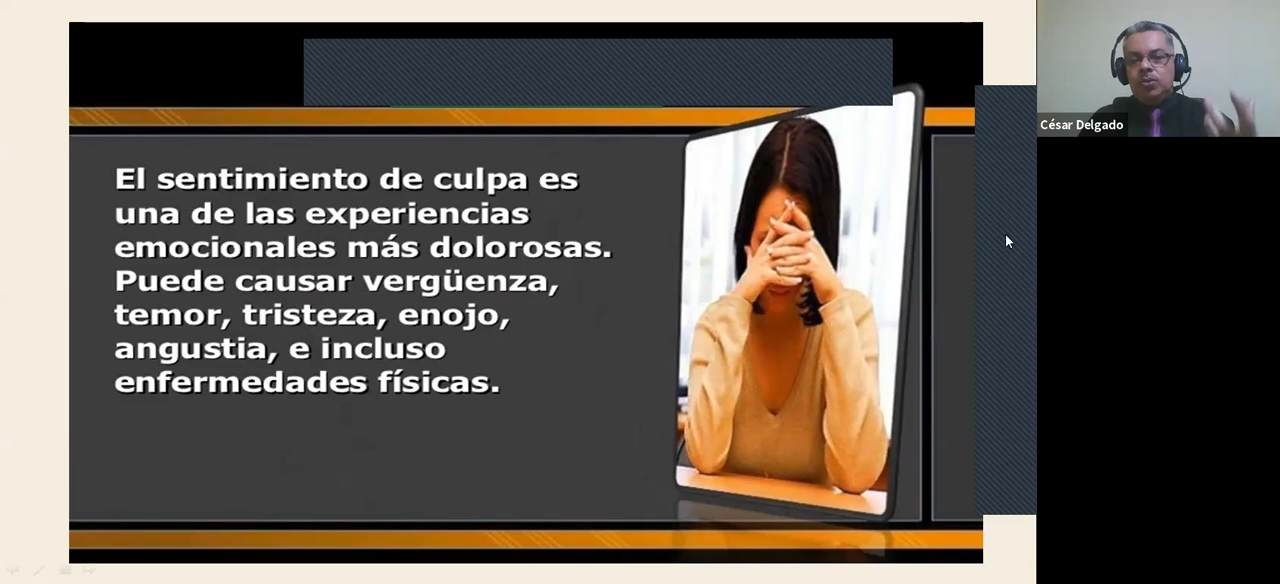 El sentimiento de culpa es
una de las experiencias
emocionales más dolorosas.
Puede causar vergüenza,
temor, tristeza, enojo,
angustia, e incluso
enfermedades físicas.
César Delgado